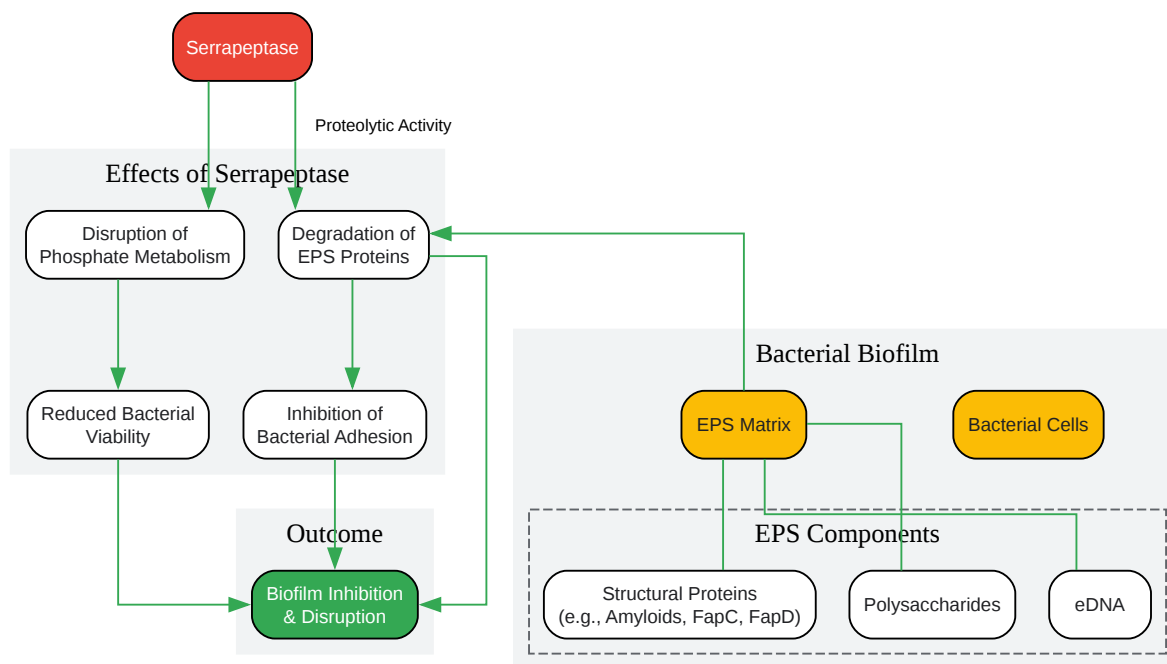 Serrapeptase
Proteolytic Activity
Effects of Serrapeptase
Disruption of
Phosphate Metabolism
Degradation of
EPS Proteins
Reduced Bacterial
Viability
Inhibition of
Bacterial Adhesion
Outcome
Biofilm Inhibition
& Disruption
Bacterial Biofilm
EPS Matrix
Bacterial Cells
EPS Components
Structural Proteins
(e.g., Amyloids, FapC, FapD)
Polysaccharides
eDNA